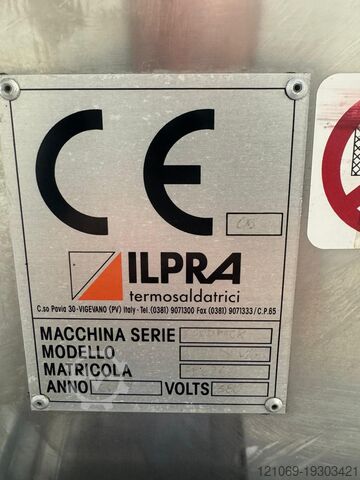 CE
ILPRA
termosaldatrici
C.so Pavia 30-VIGEVANO (PV) Italy - Tel.(0381) 9071300 Fax (0381) 9071333/C.P.65
MACCHINA SERIE
MODELLO
MATRICOLA
ANNO VOLTS
121069-19303421